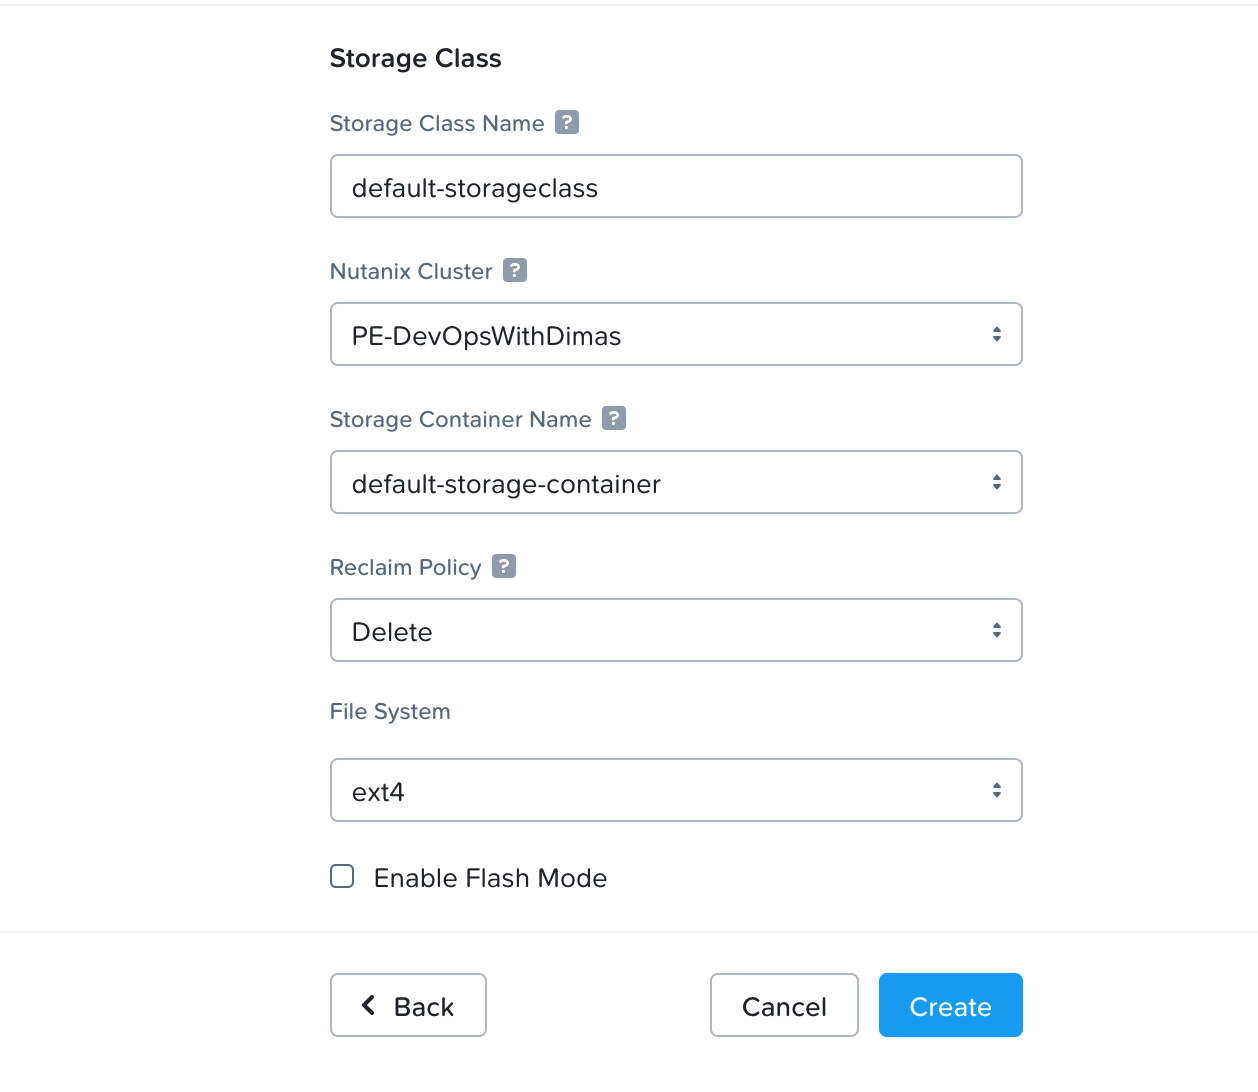 Storage Class
Storage Class Name ?
default-storageclass
Nutanix Cluster ?
PE-DevOpsWithDimas
Storage Container Name ?
default-storage-container
Reclaim Policy ?
Delete
File System
ext4
Enable Flash Mode
Back Cancel Create